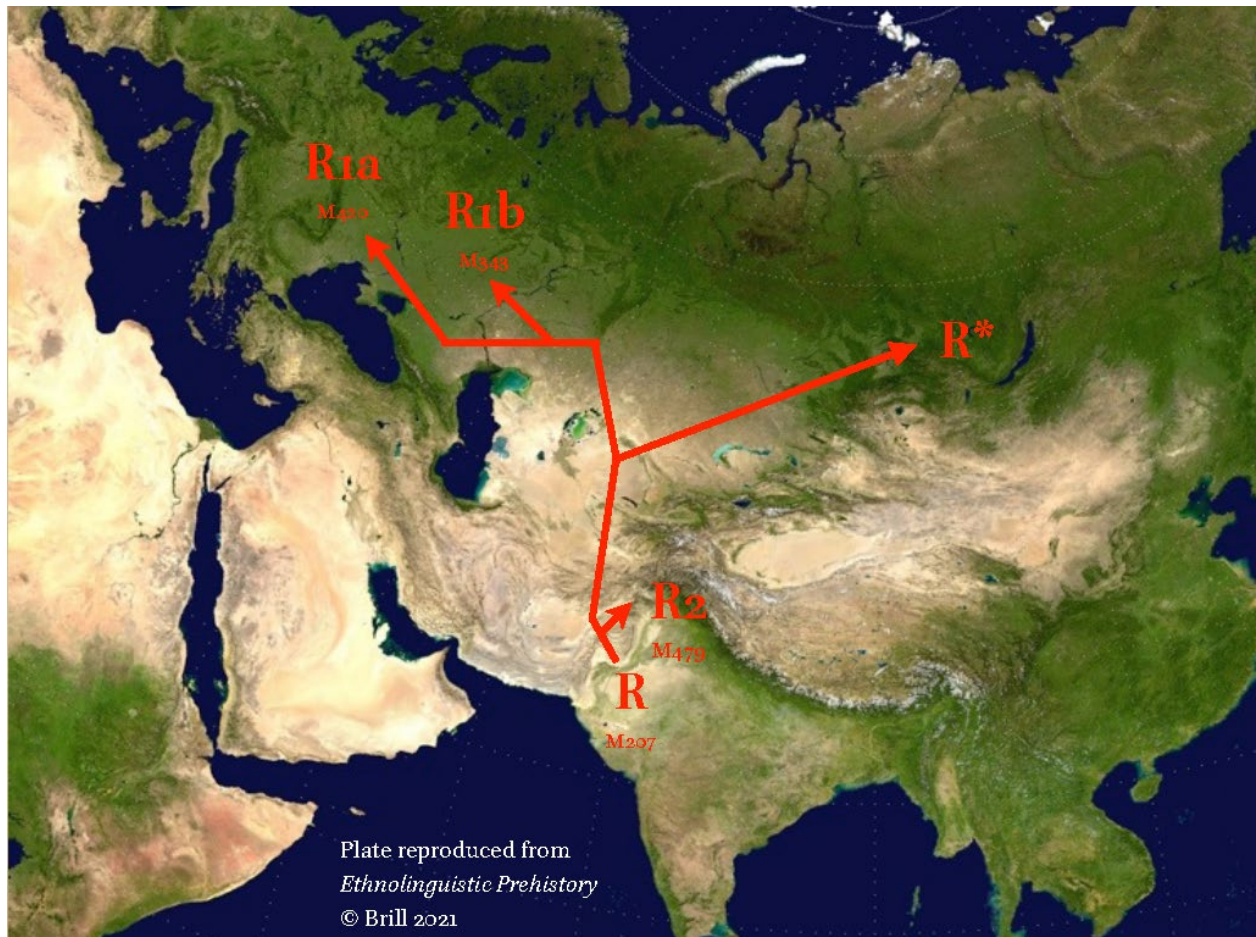 R1a
M420
R1b
M343
R*
R2
M479
R
M207
Plate reproduced from
Ethnolinguistic Prehistory
© Brill 2021